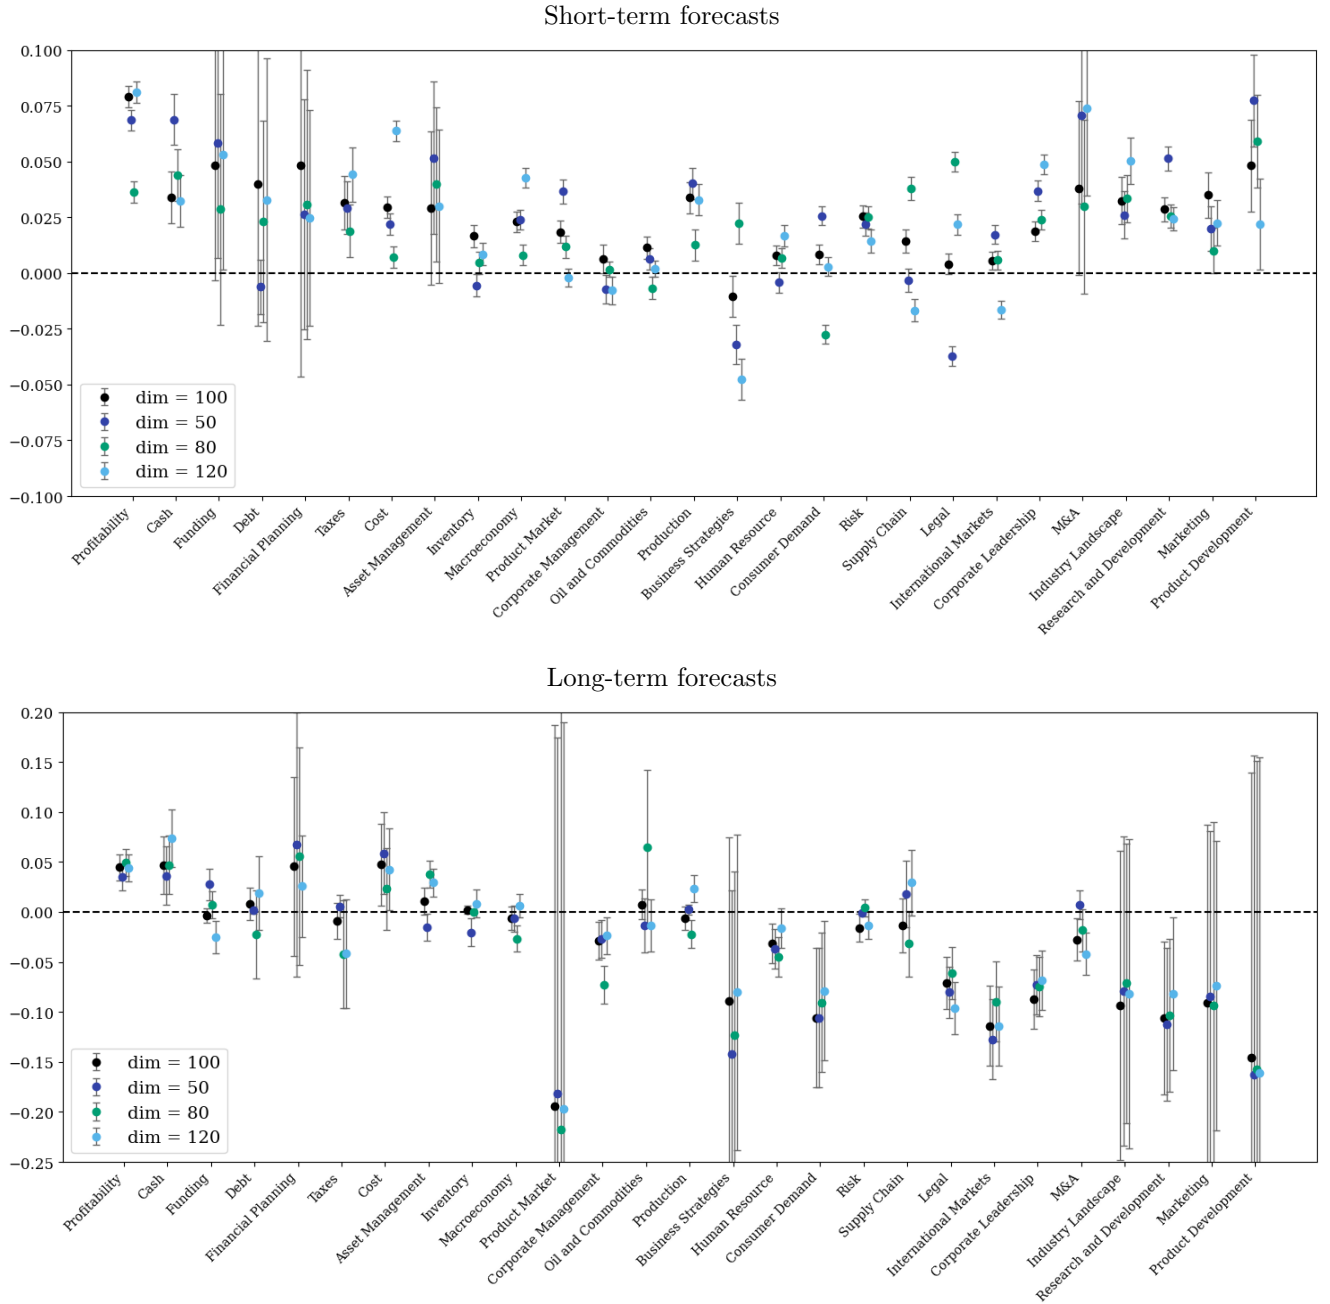 Short-term forecasts
0.100
0.075
0.050
0.025
0.000
−0.025
−0.050
−0.075
−0.100
dim = 100
dim = 50
dim = 80
dim = 120
Profitability
Cash
Funding
Debt
Financial Planning
Taxes
Cost
Asset Management
Inventory
Macroeconomy
Product Market
Corporate Management
Oil and Commodities
Production
Business Strategies
Human Resource
Consumer Demand
Risk
Supply Chain
Legal
International Markets
Corporate Leadership
M&A
Industry Landscape
Research and Development
Marketing
Product Development
Long-term forecasts
0.20
0.15
0.10
0.05
0.00
−0.05
−0.10
−0.15
−0.20
−0.25
dim = 100
dim = 50
dim = 80
dim = 120
Profitability
Cash
Funding
Debt
Financial Planning
Taxes
Cost
Asset Management
Inventory
Macroeconomy
Product Market
Corporate Management
Oil and Commodities
Production
Business Strategies
Human Resource
Consumer Demand
Risk
Supply Chain
Legal
International Markets
Corporate Leadership
M&A
Industry Landscape
Research and Development
Marketing
Product Development